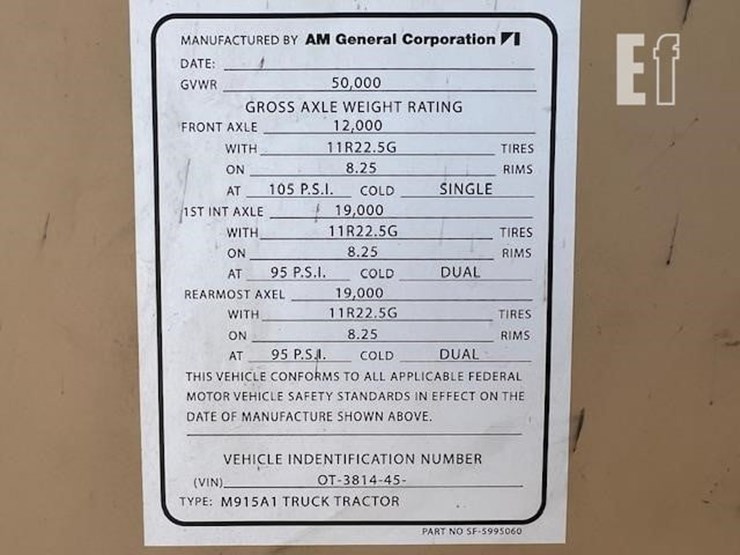 Ef
MANUFACTURED BY AM General Corporation
DATE:
GVWR 50,000
GROSS AXLE WEIGHT RATING
FRONT AXLE 12,000
WITH 11R22.5G TIRES
ON 8.25 RIMS
AT 105 P.S.I. COLD SINGLE
1ST INT AXLE 19,000
WITH 11R22.5G TIRES
ON 8.25 RIMS
AT 95 P.S.I. COLD DUAL
REARMOST AXEL 19,000
WITH 11R22.5G TIRES
ON 8.25 RIMS
AT 95 P.S.I. COLD DUAL
THIS VEHICLE CONFORMS TO ALL APPLICABLE FEDERAL
MOTOR VEHICLE SAFETY STANDARDS IN EFFECT ON THE
DATE OF MANUFACTURE SHOWN ABOVE.
VEHICLE INDENTIFICATION NUMBER
(VIN) OT-3814-45-
TYPE: M915A1 TRUCK TRACTOR
PART NO SF-5995060